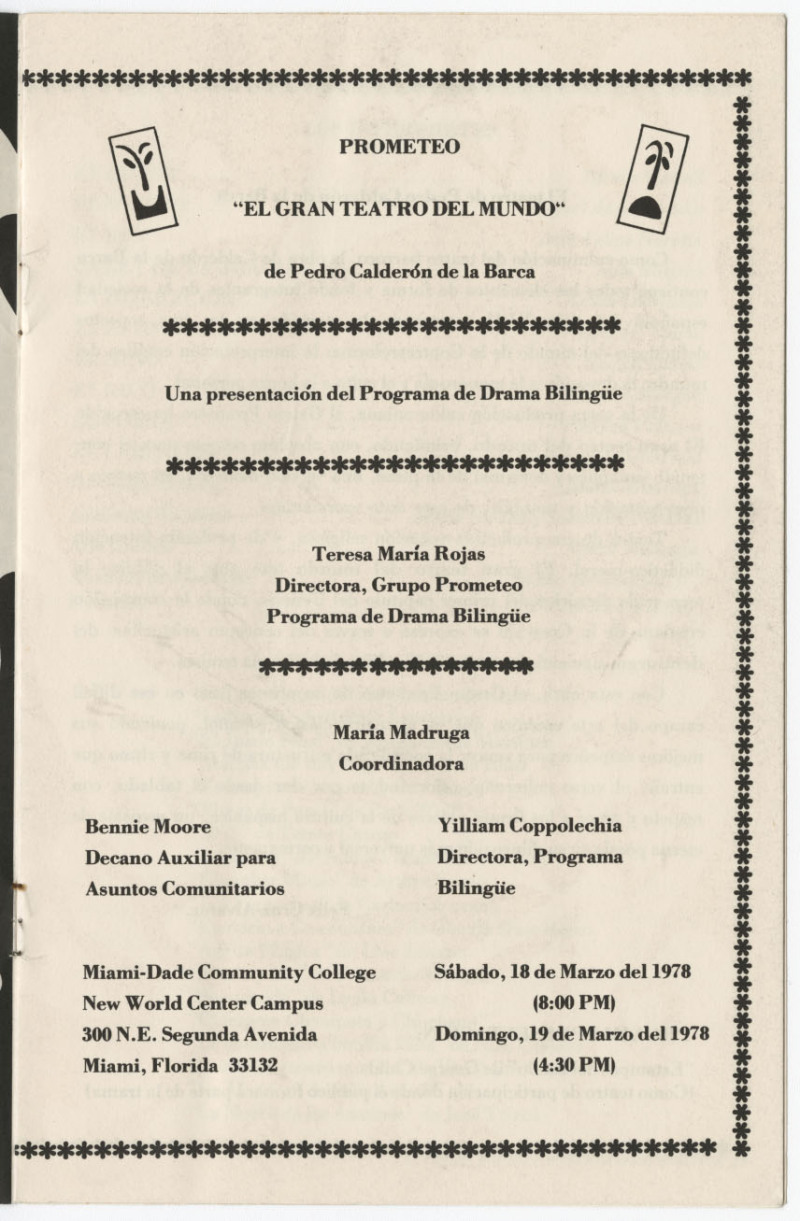 PROMETEO
“EL GRAN TEATRO DEL MUNDO“
de Pedro Calderón de la Barca
*************************
Una presentación del Programa de Drama Bilingüe
*************************
Teresa María Rojas
Directora, Grupo Prometeo
Programa de Drama Bilingüe
***************
María Madruga
Coordinadora
Bennie Moore
Decano Auxiliar para
Asuntos Comunitarios
Yilliam Coppolechia
Directora, Programa
Bilingüe
Miami-Dade Community College
New World Center Campus
300 N.E. Segunda Avenida
Miami, Florida 33132
Sábado, 18 de Marzo del 1978
(8:00 PM)
Domingo, 19 de Marzo del 1978
(4:30 PM)